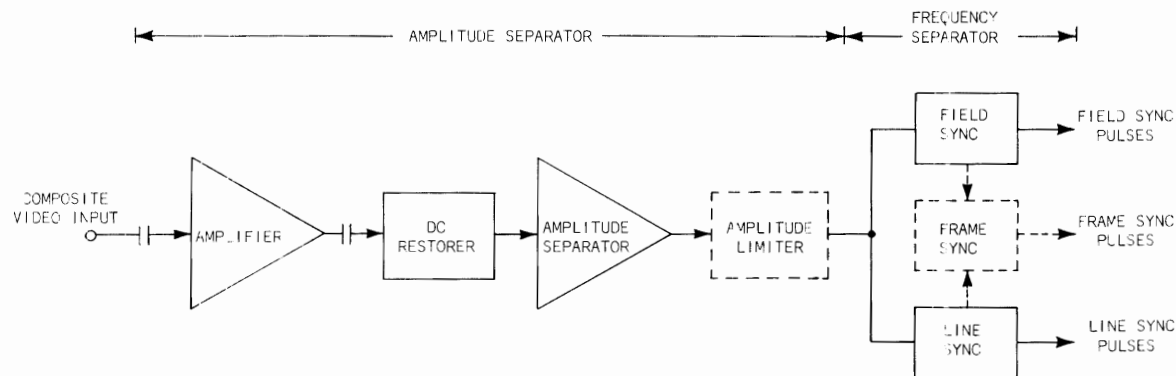 AMPLITUDE SEPARATOR
FREQUENCY
SEPARATOR
FIELD
SYNC
FIELD SYNC
PULSES
COMPOSITE
VIDEO INPUT
AMPLIFIER
DC
RESTORER
AMPLITUDE
SEPARATOR
AMPLITUDE
LIMITER
FRAME
SYNC
FRAME SYNC
PULSES
LINE
SYNC
LINE SYNC
PULSES